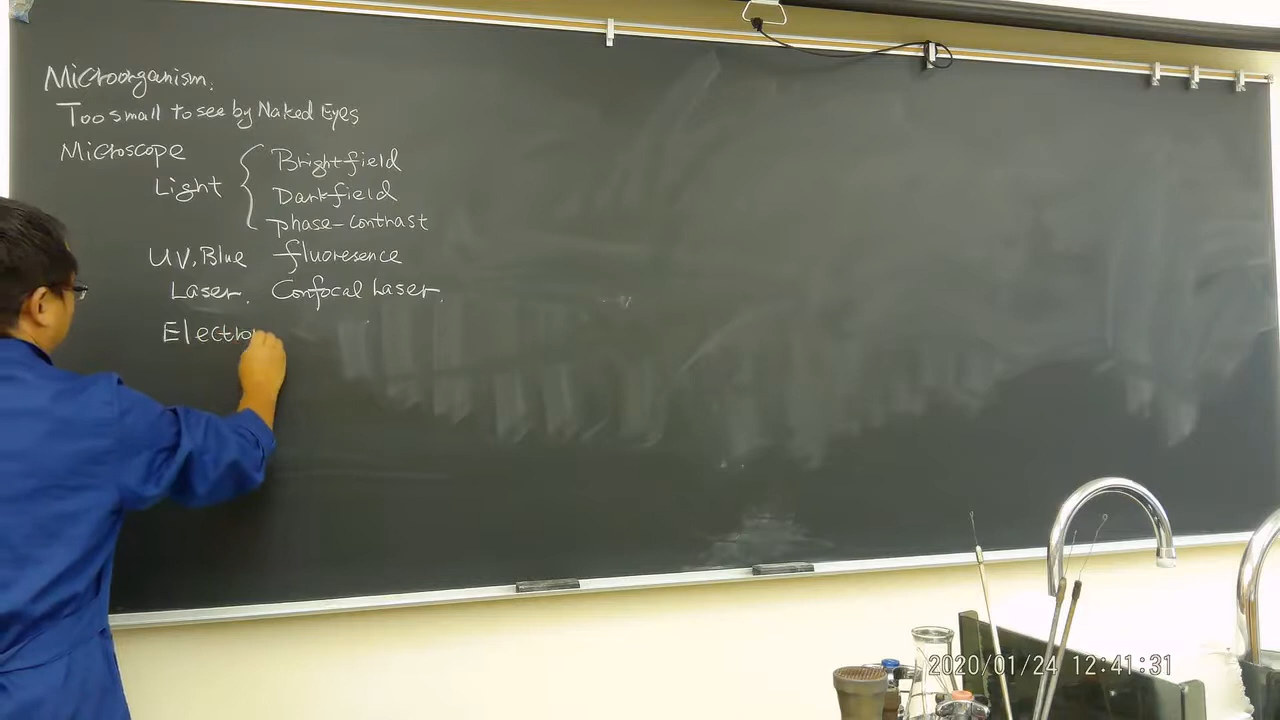 Microorganism.
Too small to see by Naked Eyes
Microscope
Light { Brightfield
Darkfield
phase-contrast
UV, Blue fluoresence
Laser. Confocal Laser.
Electron
2020/01/24 12:41:31